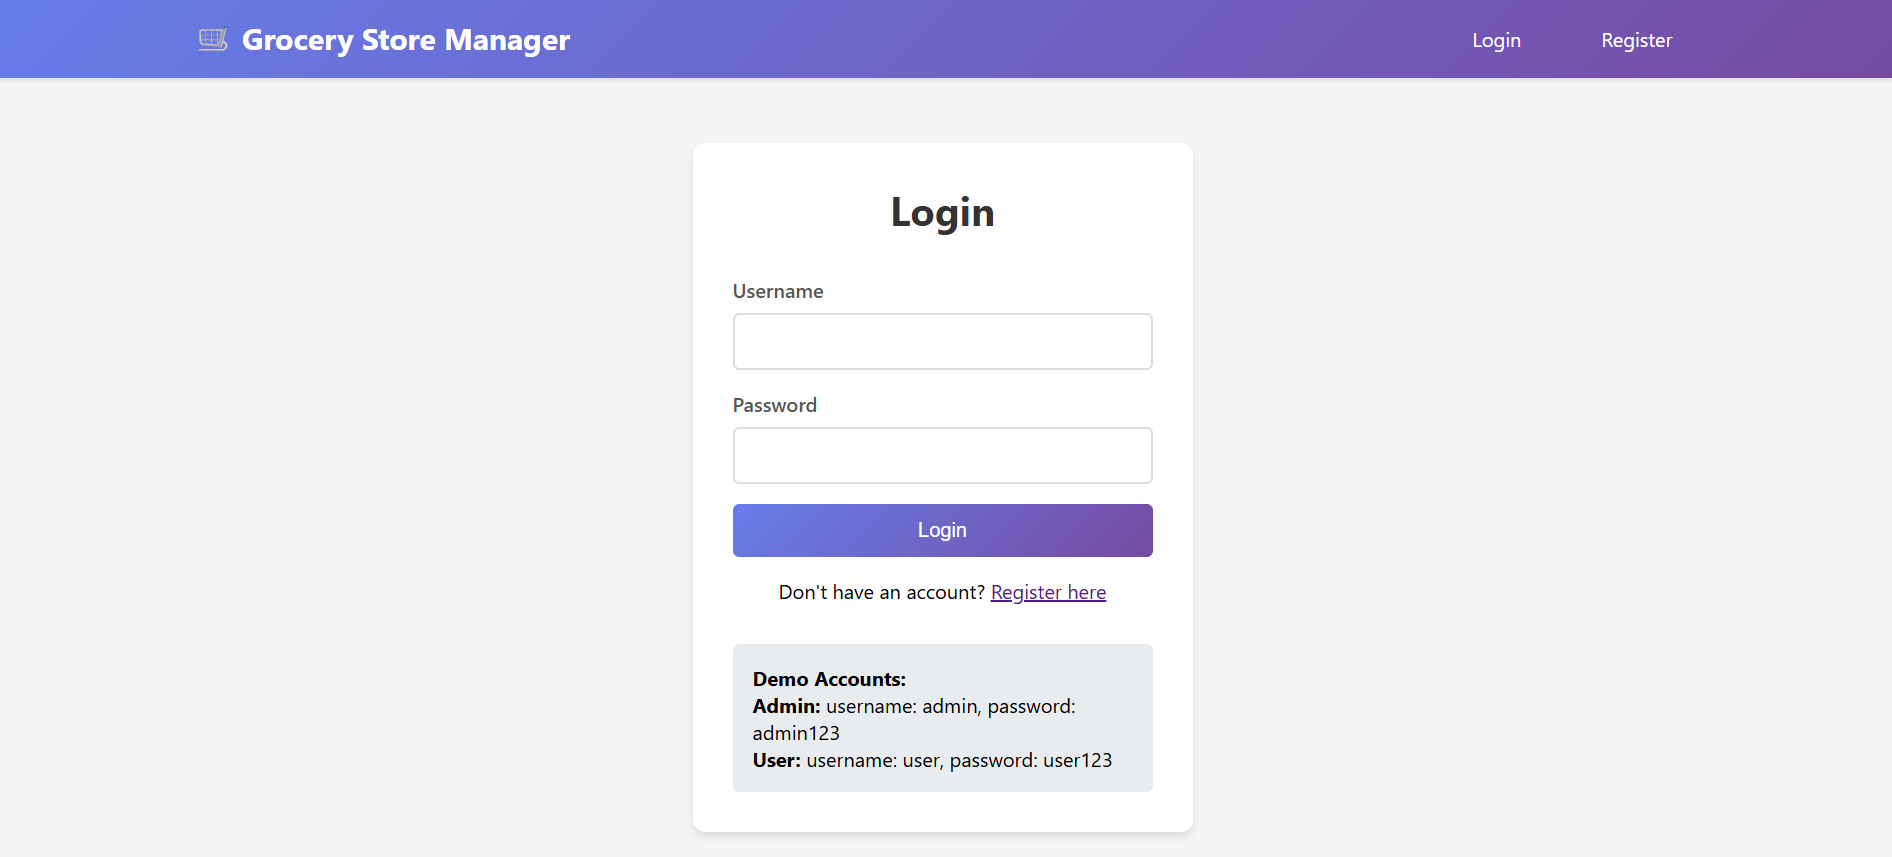 Grocery Store Manager
Login
Register
Login
Username
Password
Login
Don't have an account? Register here
Demo Accounts:
Admin: username: admin, password:
admin123
User: username: user, password: user123